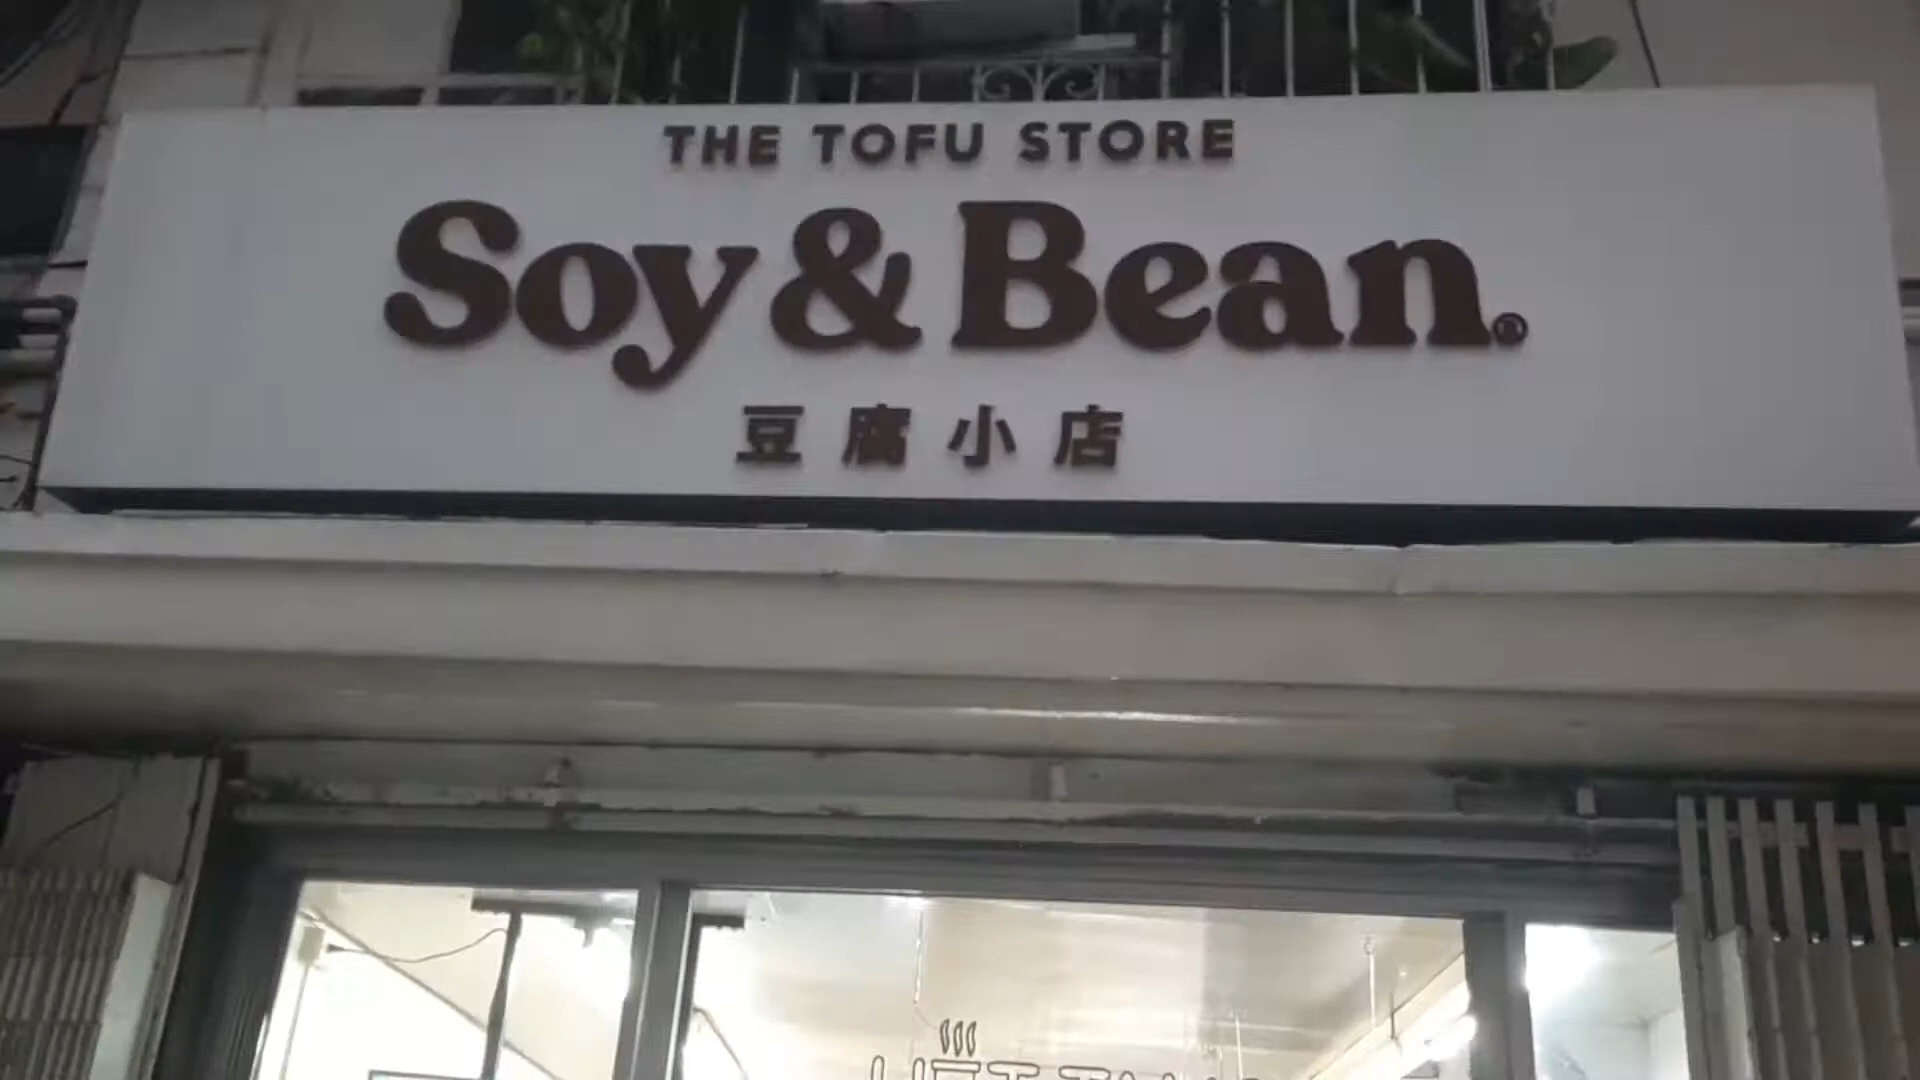 THE TOFU STORE
Soy & Bean.®
豆腐小店